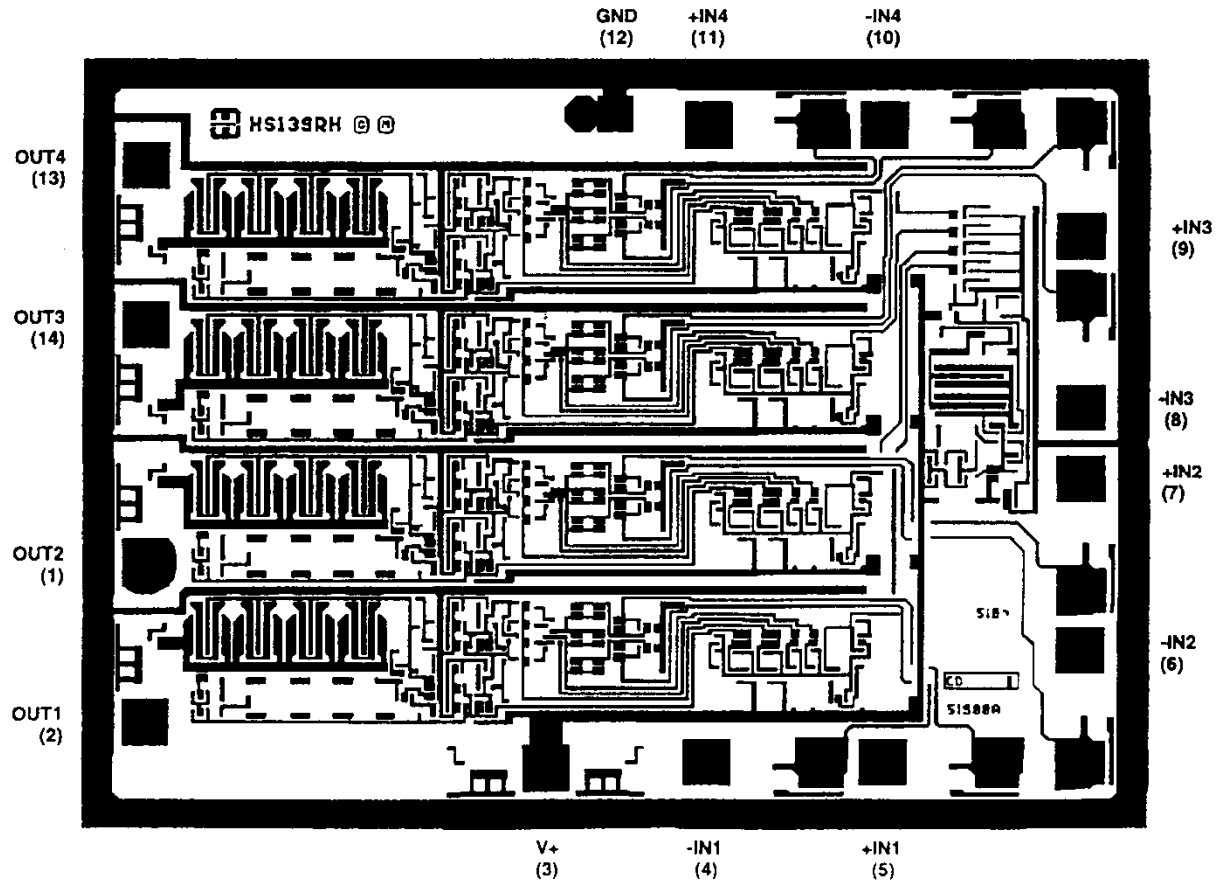 GND
(12)
+IN4
(11)
-IN4
(10)
HS139RH C M
OUT4
(13)
+IN3
(9)
OUT3
(14)
-IN3
(8)
+IN2
(7)
OUT2
(1)
-IN2
(6)
CD
51588A
OUT1
(2)
V+
(3)
-IN1
(4)
+IN1
(5)